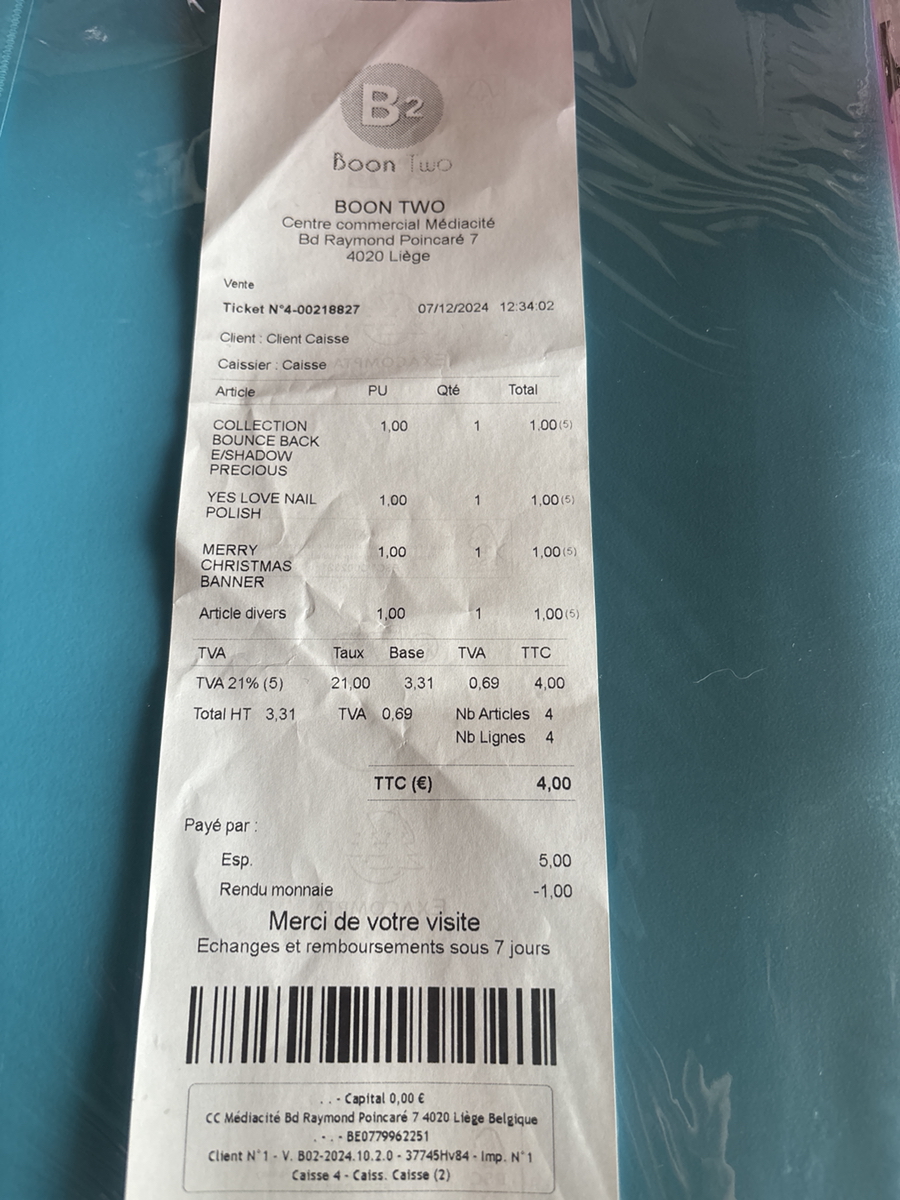 B2
Boon Two
BOON TWO
Centre commercial Médiacité
Bd Raymond Poincaré 7
4020 Liège
Vente
Ticket N°4-00218827 07/12/2024 12:34:02
Client : Client Caisse
Caissier : Caisse
Article PU Qté Total
COLLECTION 1,00 1 1,00 (5)
BOUNCE BACK
E/SHADOW
PRECIOUS
YES LOVE NAIL 1,00 1 1,00 (5)
POLISH
MERRY 1,00 1 1,00 (5)
CHRISTMAS
BANNER
Article divers 1,00 1 1,00 (5)
TVA Taux Base TVA TTC
TVA 21% (5) 21,00 3,31 0,69 4,00
Total HT 3,31 TVA 0,69 Nb Articles 4
Nb Lignes 4
TTC (€) 4,00
Payé par :
Esp. 5,00
Rendu monnaie -1,00
Merci de votre visite
Echanges et remboursements sous 7 jours
. . - Capital 0,00 €
CC Médiacité Bd Raymond Poincaré 7 4020 Liège Belgique
. - . - BE0779962251
Client N°1 - V. B02-2024.10.2.0 - 37745Hv84 - Imp. N°1
Caisse 4 - Caiss. Caisse (2)